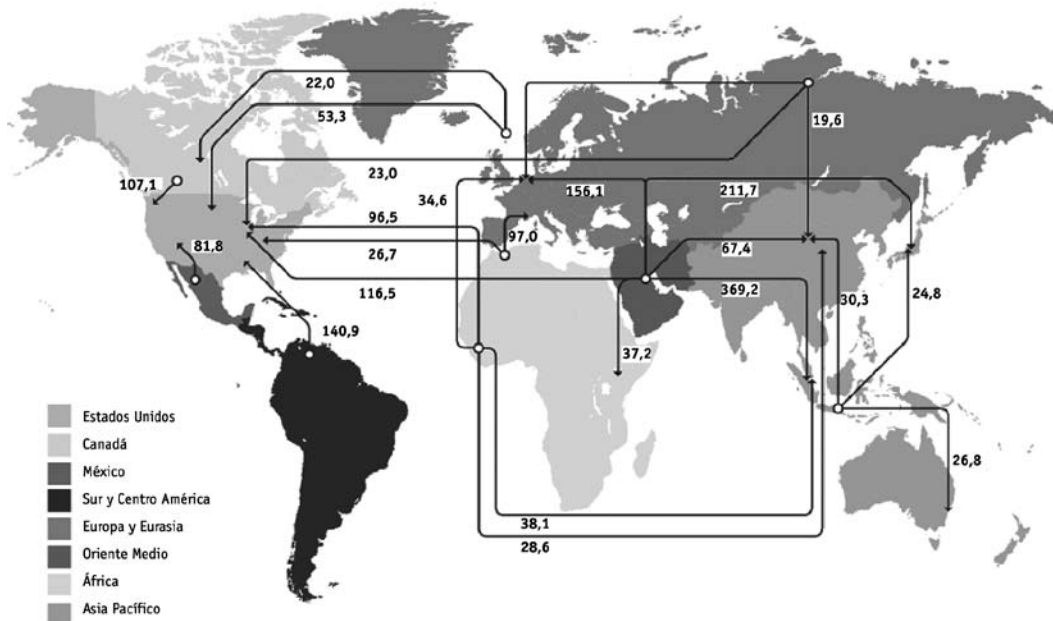 22,0
53,3
19,6
107,1
23,0
34,6
156,1
211,7
96,5
81,8
97,0
67,4
26,7
116,5
369,2
30,3
24,8
140,9
37,2
Estados Unidos
Canadá
México
Sur y Centro América
Europa y Eurasia
Oriente Medio
África
Asia Pacífico
26,8
38,1
28,6